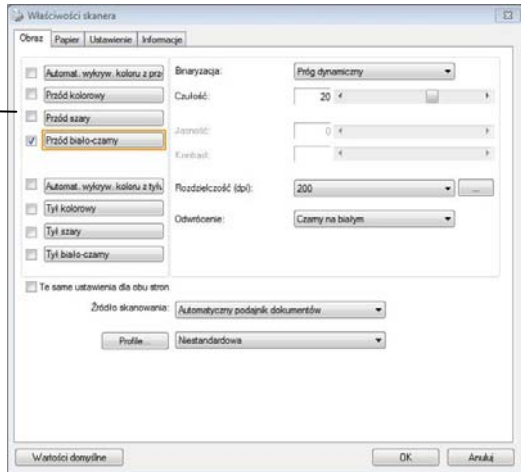 Właściwości skanera
Obraz Papier Ustawienie Informacje
Automat. wykryw. koloru z prz
Przód kolorowy
Przód szary
Przód biało-czarny
Automat. wykryw. koloru z tyłu
Tył kolorowy
Tył szary
Tył biało-czarny
Binaryzacja: Próg dynamiczny
Czułość: 20
Jasność: 0
Kontrast:
Rozdzielczość (dpi): 200 ...
Odwrócenie: Czarny na białym
Te same ustawienia dla obu stron
Źródło skanowania: Automatyczny podajnik dokumentów
Profile... Niestandardowa
Wartości domyślne OK Anuluj